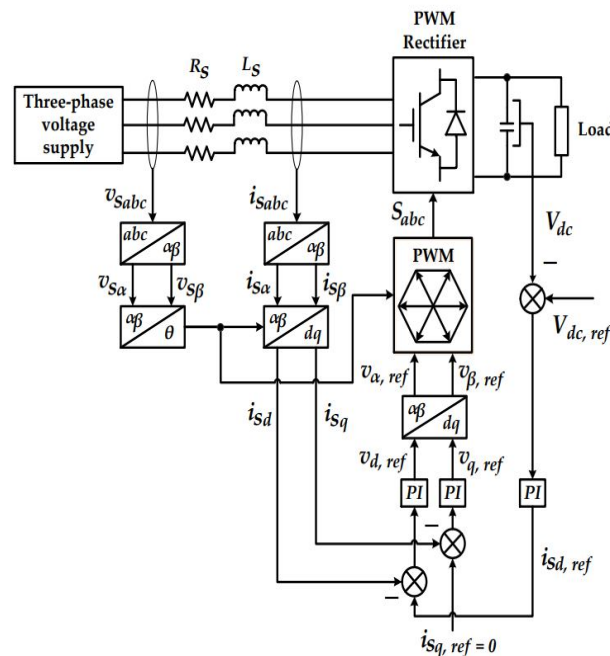 PWM
Rectifier
R_S
L_S
Three-phase
voltage
supply
Load
v_Sabc
i_Sabc
S_abc
V_dc
abc
αβ
abc
αβ
PWM
v_Sα
v_Sβ
i_Sα
i_Sβ
–
V_dc, ref
αβ
θ
αβ
dq
v_α, ref
v_β, ref
αβ
dq
i_Sd
i_Sq
v_d, ref
v_q, ref
PI
PI
PI
–
–
i_Sd, ref
i_Sq, ref = 0